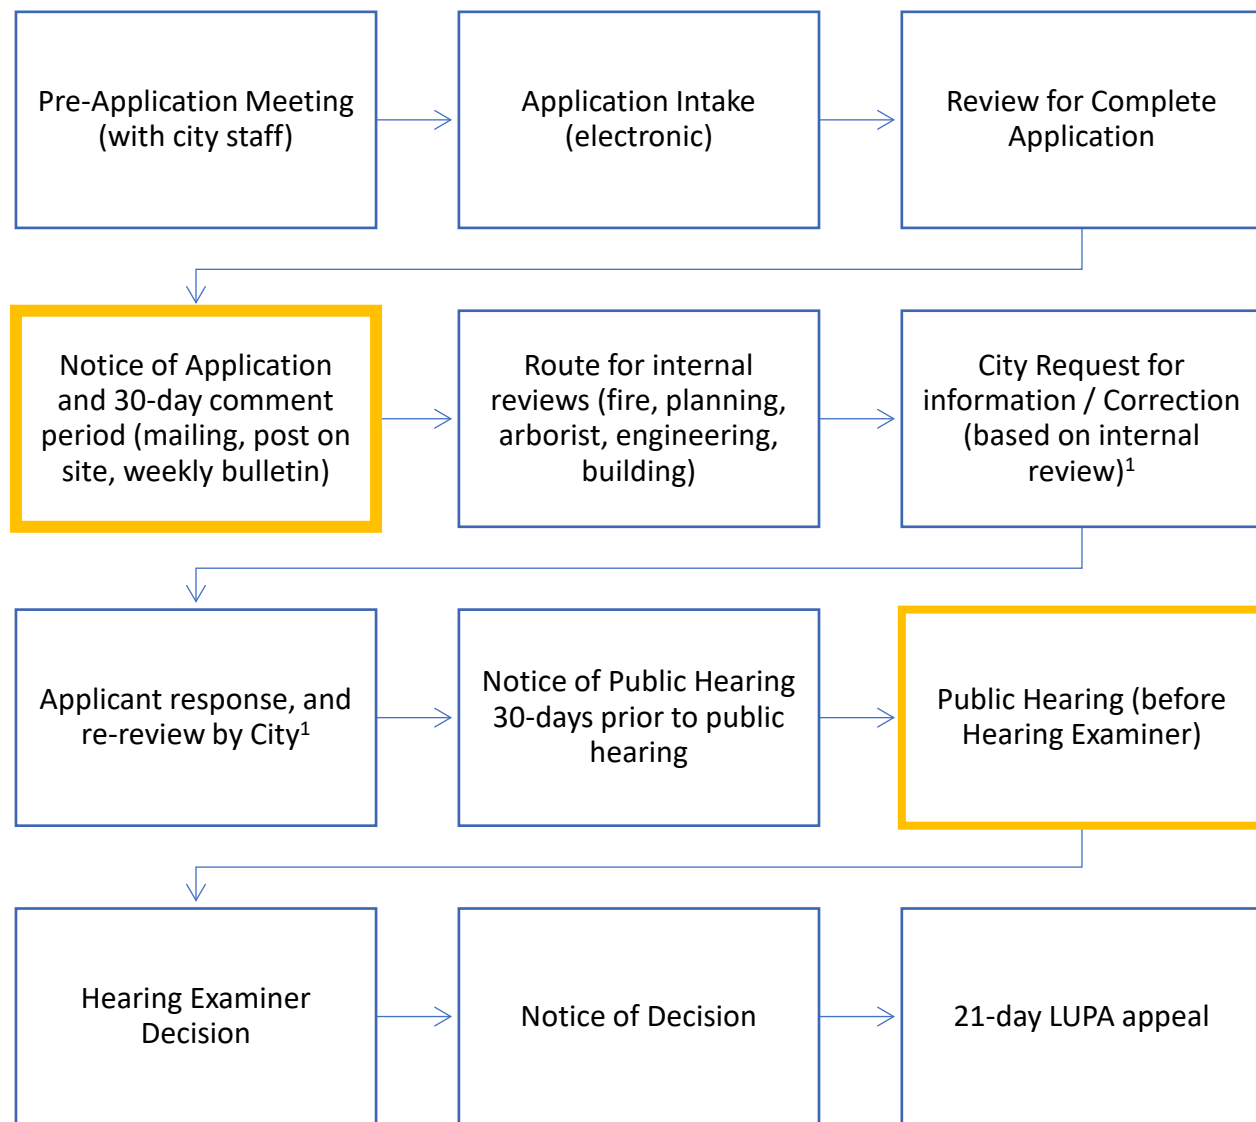 Pre-Application Meeting
(with city staff)
Application Intake
(electronic)
Review for Complete
Application
Notice of Application
and 30-day comment
period (mailing, post on
site, weekly bulletin)
Route for internal
reviews (fire, planning,
arborist, engineering,
building)
City Request for
information / Correction
(based on internal
review)1
Applicant response, and
re-review by City1
Notice of Public Hearing
30-days prior to public
hearing
Public Hearing (before
Hearing Examiner)
Hearing Examiner
Decision
Notice of Decision
21-day LUPA appeal